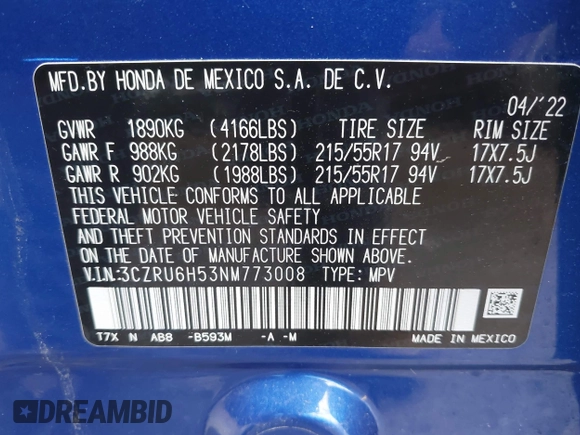 MFD.BY HONDA DE MEXICO S.A. DE C.V.
04/'22
GVWR 1890KG (4166LBS) TIRE SIZE RIM SIZE
GAWR F 988KG (2178LBS) 215/55R17 94V 17X7.5J
GAWR R 902KG (1988LBS) 215/55R17 94V 17X7.5J
THIS VEHICLE CONFORMS TO ALL APPLICABLE
FEDERAL MOTOR VEHICLE SAFETY
AND THEFT PREVENTION STANDARDS IN EFFECT
ON THE DATE OF MANUFACTURE SHOWN ABOVE.
V.I.N:3CZRU6H53NM773008 TYPE: MPV
T7X N AB8 -B593M -A -M
MADE IN MEXICO
DREAMBID